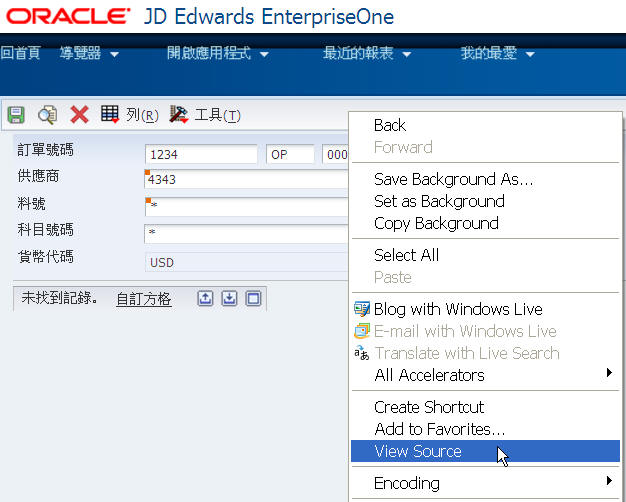 ORACLE® JD Edwards EnterpriseOne
回首頁 導覽器 開啟應用程式 最近的報表 我的最愛
列(R) 工具(T)
訂單號碼 1234 OP 000
供應商 4343
料號 *
科目號碼 *
貨幣代碼 USD
未找到記錄。 自訂方格
Back
Forward
Save Background As...
Set as Background
Copy Background
Select All
Paste
Blog with Windows Live
E-mail with Windows Live
Translate with Live Search
All Accelerators
Create Shortcut
Add to Favorites...
View Source
Encoding